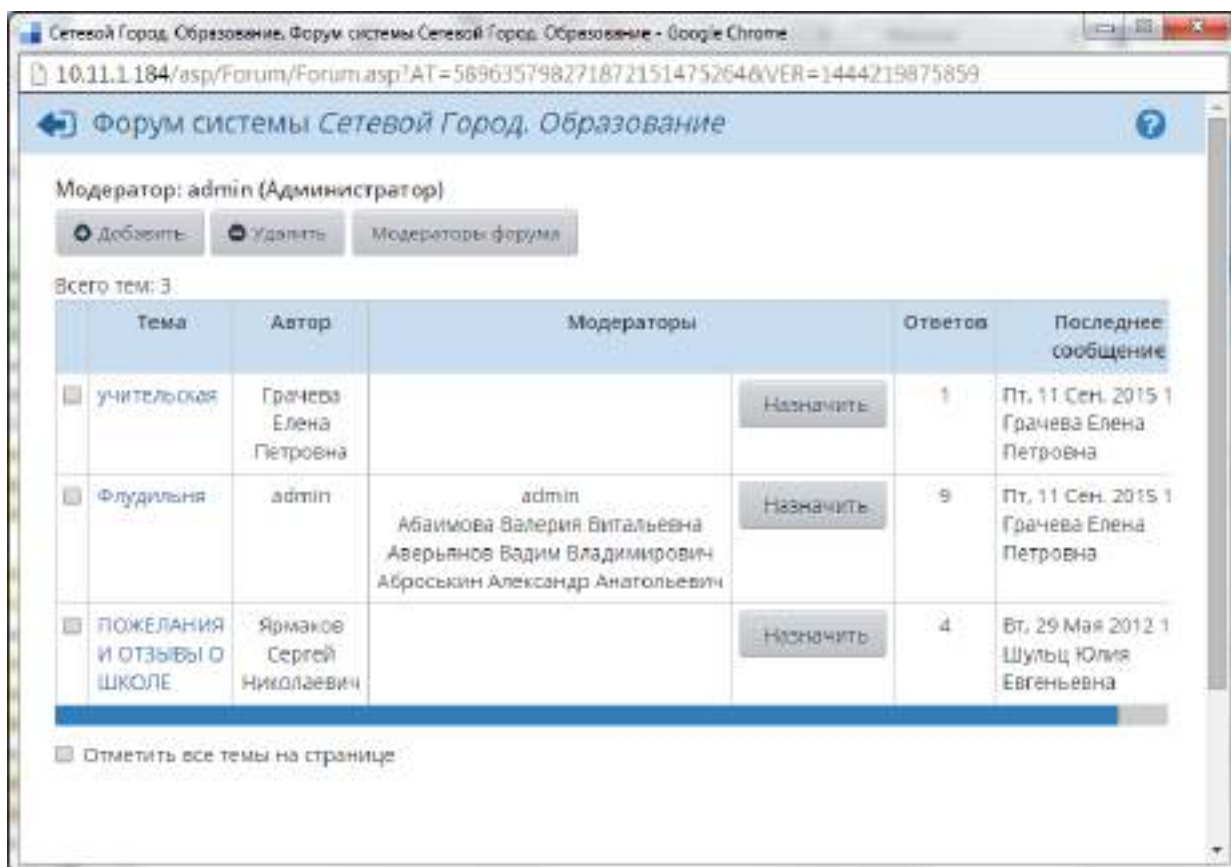 Сетевой Город. Образование. Форум системы Сетевой Город. Образование - Google Chrome
10.11.1.184/asp/Forum/Forum.asp?AT=589635798271872151475264&VER=1444219875859
Форум системы Сетевой Город. Образование
Модератор: admin (Администратор)
Добавить Удалить Модераторы форума
Всего тем: 3
Тема Автор Модераторы Ответов Последнее сообщение
учительская Грачева Елена Петровна Назначить 1 Пт, 11 Сен. 2015 1 Грачева Елена Петровна
Флудильня admin admin Абаимова Валерия Витальевна Аверьянов Вадим Владимирович Аброськин Александр Анатольевич Назначить 9 Пт, 11 Сен. 2015 1 Грачева Елена Петровна
ПОЖЕЛАНИЯ И ОТЗЫВЫ О ШКОЛЕ Ярмаков Сергей Николаевич Назначить 4 Вт, 29 Мая 2012 1 Шульц Юлия Евгеньевна
Отметить все темы на странице